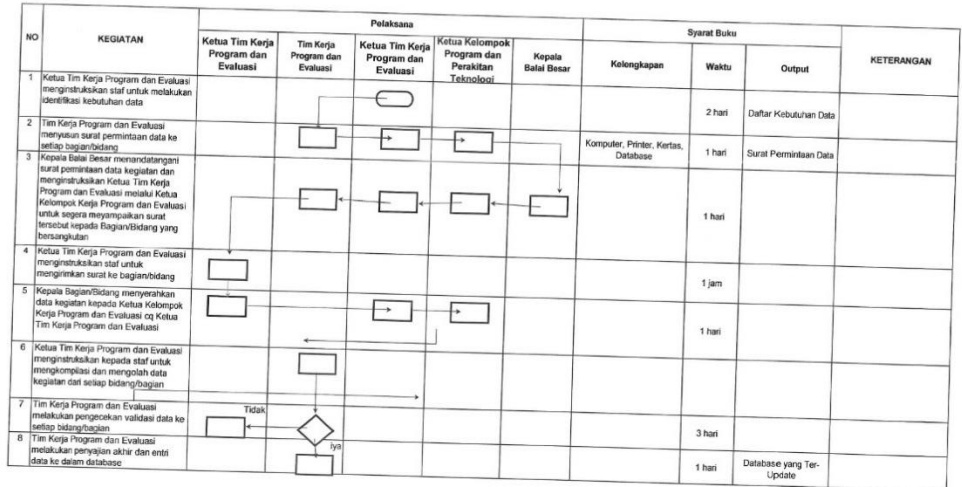 Pelaksana
Syarat Buku
NO
KEGIATAN
Ketua Tim Kerja
Program dan
Evaluasi
Tim Kerja
Program dan
Evaluasi
Ketua Tim Kerja
Program dan
Evaluasi
Ketua Kelompok
Program dan
Perakitan
Teknologi
Kepala
Balai Besar
Kelengkapan
Waktu
Output
KETERANGAN
1
Ketua Tim Kerja Program dan Evaluasi
menginstruksikan staf untuk melakukan
identifikasi kebutuhan data
2 hari
Daftar Kebutuhan Data
2
Tim Kerja Program dan Evaluasi
menyusun surat permintaan data ke
setiap bagian/bidang
Komputer, Printer, Kertas,
Database
1 hari
Surat Permintaan Data
3
Kepala Balai Besar menandatangani
surat permintaan data kegiatan dan
menginstruksikan Ketua Tim Kerja
Program dan Evaluasi melalui Ketua
Kelompok Kerja Program dan Evaluasi
untuk segera meyampaikan surat
tersebut kepada Bagian/Bidang yang
bersangkutan
1 hari
4
Ketua Tim Kerja Program dan Evaluasi
menginstruksikan staf untuk
mengirimkan surat ke bagian/bidang
1 jam
5
Kepala Bagian/Bidang menyerahkan
data kegiatan kepada Ketua Kelompok
Kerja Program dan Evaluasi cq Ketua
Tim Kerja Program dan Evaluasi
1 hari
6
Ketua Tim Kerja Program dan Evaluasi
menginstruksikan kepada staf untuk
mengkompilasi dan mengolah data
kegiatan dari setiap bidang/bagian
7
Tim Kerja Program dan Evaluasi
melakukan pengecekan validasi data ke
setiap bidang/bagian
Tidak
Iya
3 hari
8
Tim Kerja Program dan Evaluasi
melakukan penyajian akhir dan entri
data ke dalam database
1 hari
Database yang Ter-
Update